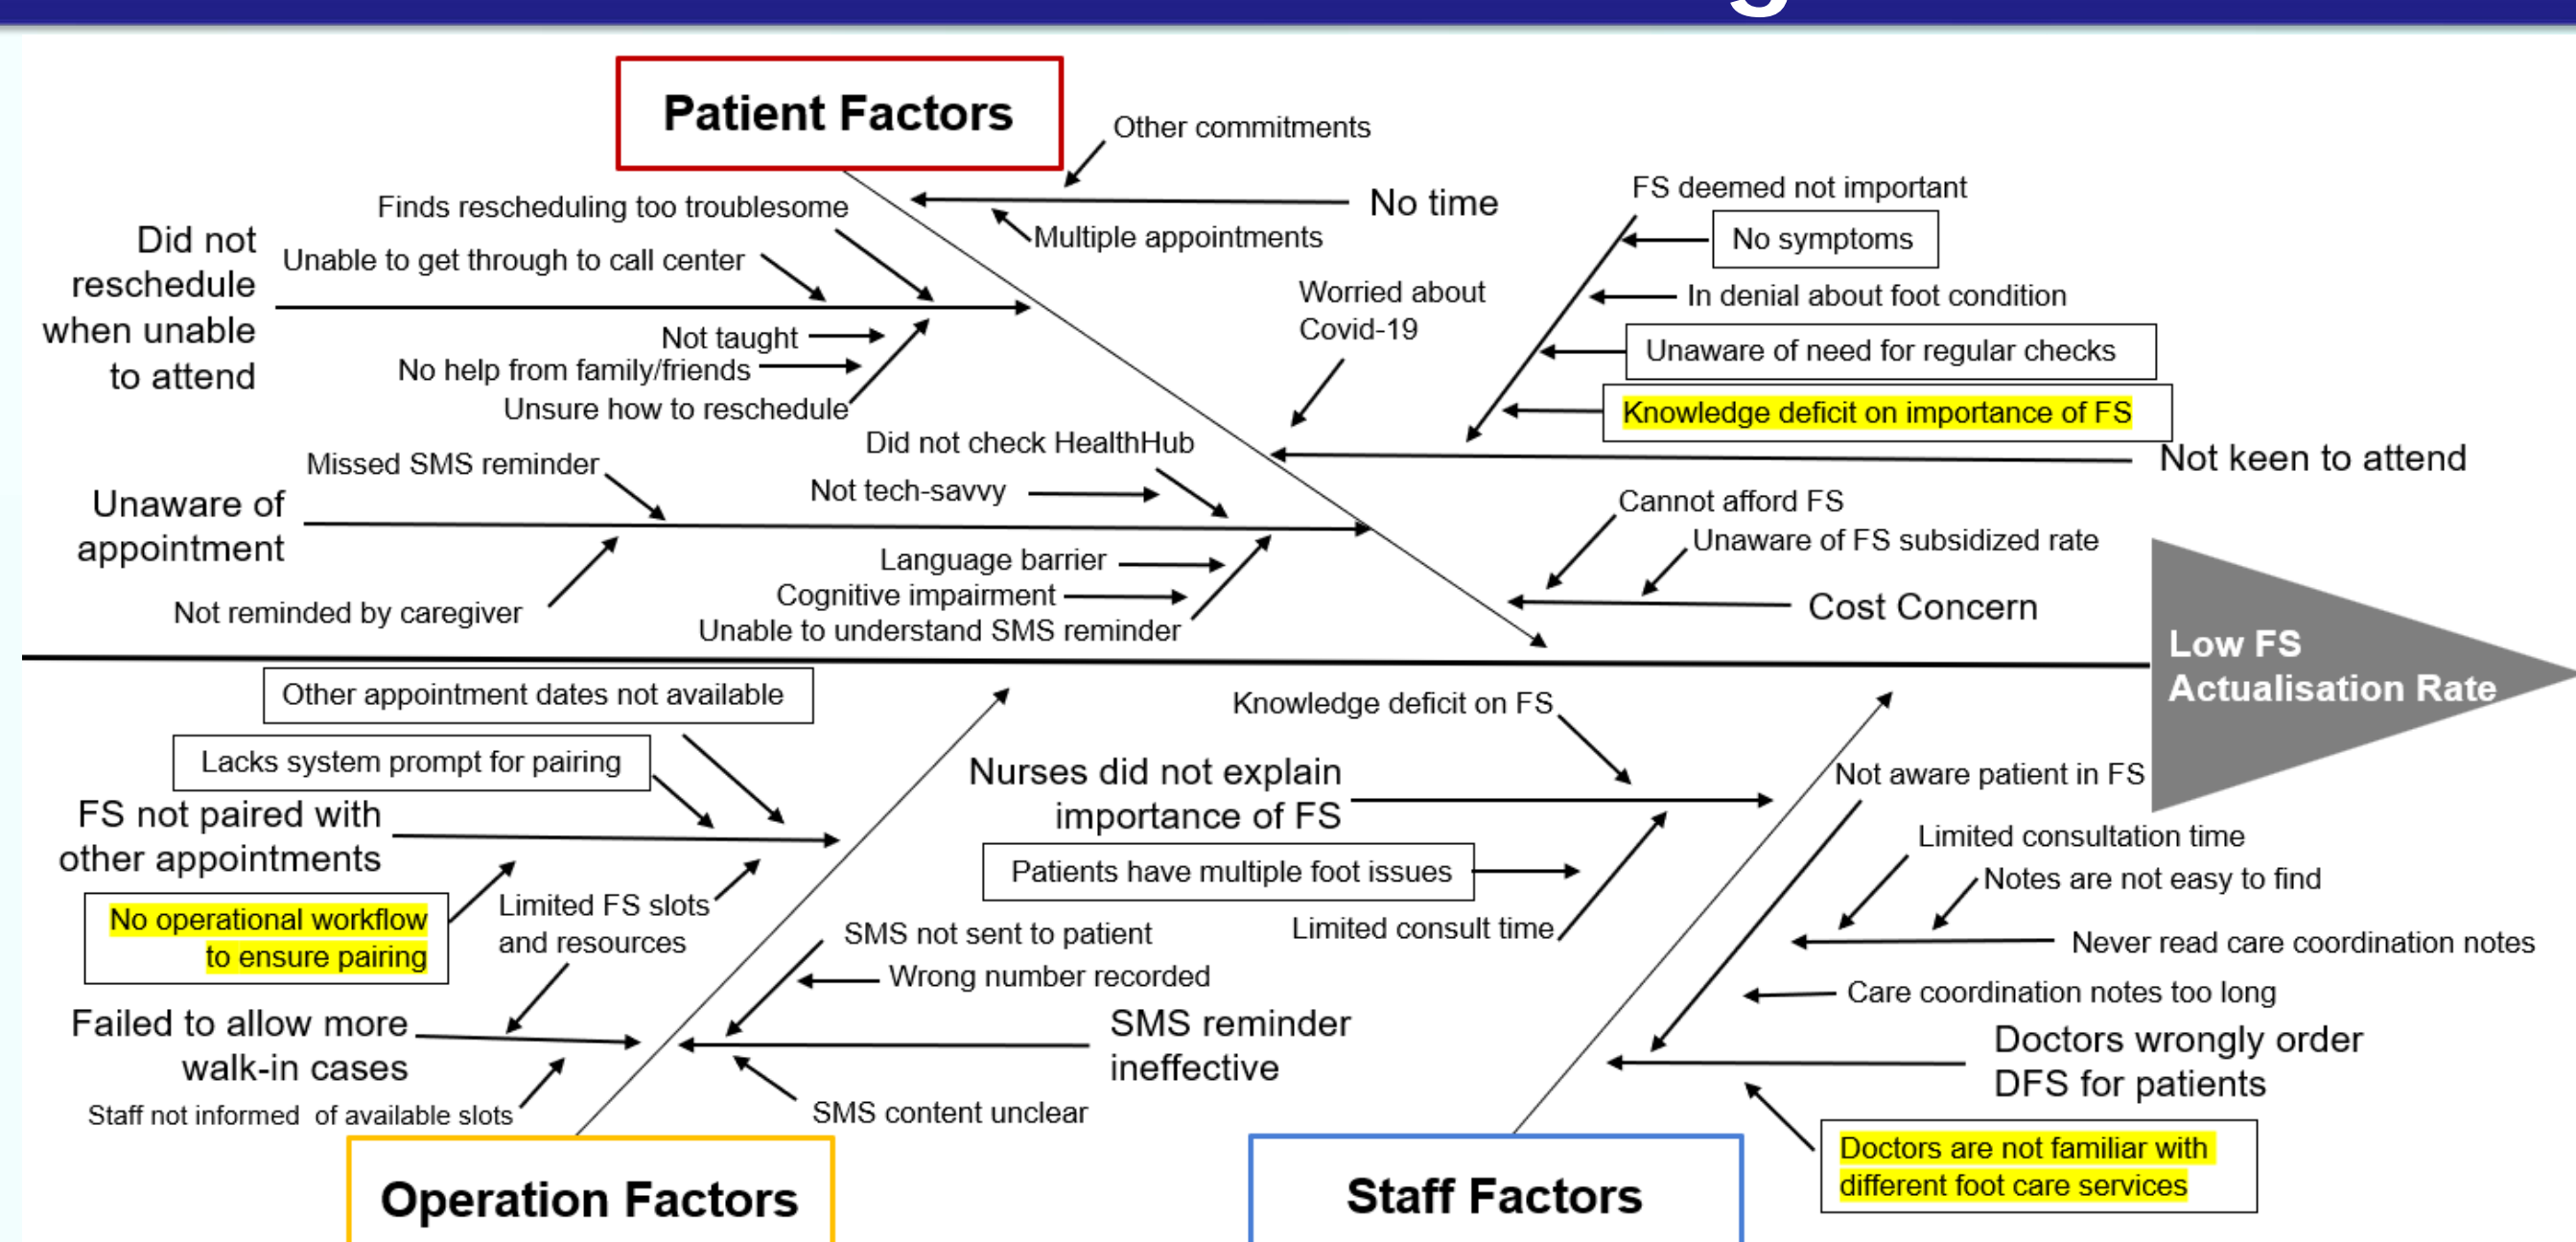 Patient Factors
Other commitments
No time
Multiple appointments
Finds rescheduling too troublesome
Unable to get through to call center
Did not
reschedule
when unable
to attend
Not taught
No help from family/friends
Unsure how to reschedule
FS deemed not important
No symptoms
In denial about foot condition
Unaware of need for regular checks
Knowledge deficit on importance of FS
Worried about
Covid-19
Not keen to attend
Did not check HealthHub
Missed SMS reminder
Not tech-savvy
Unaware of
appointment
Language barrier
Cognitive impairment
Unable to understand SMS reminder
Not reminded by caregiver
Cannot afford FS
Unaware of FS subsidized rate
Cost Concern
Low FS
Actualisation Rate
Other appointment dates not available
Lacks system prompt for pairing
FS not paired with
other appointments
No operational workflow
to ensure pairing
Limited FS slots
and resources
Failed to allow more
walk-in cases
Staff not informed of available slots
SMS not sent to patient
Wrong number recorded
SMS reminder
ineffective
SMS content unclear
Operation Factors
Knowledge deficit on FS
Nurses did not explain
importance of FS
Patients have multiple foot issues
Limited consult time
Not aware patient in FS
Limited consultation time
Notes are not easy to find
Never read care coordination notes
Care coordination notes too long
Doctors wrongly order
DFS for patients
Doctors are not familiar with
different foot care services
Staff Factors